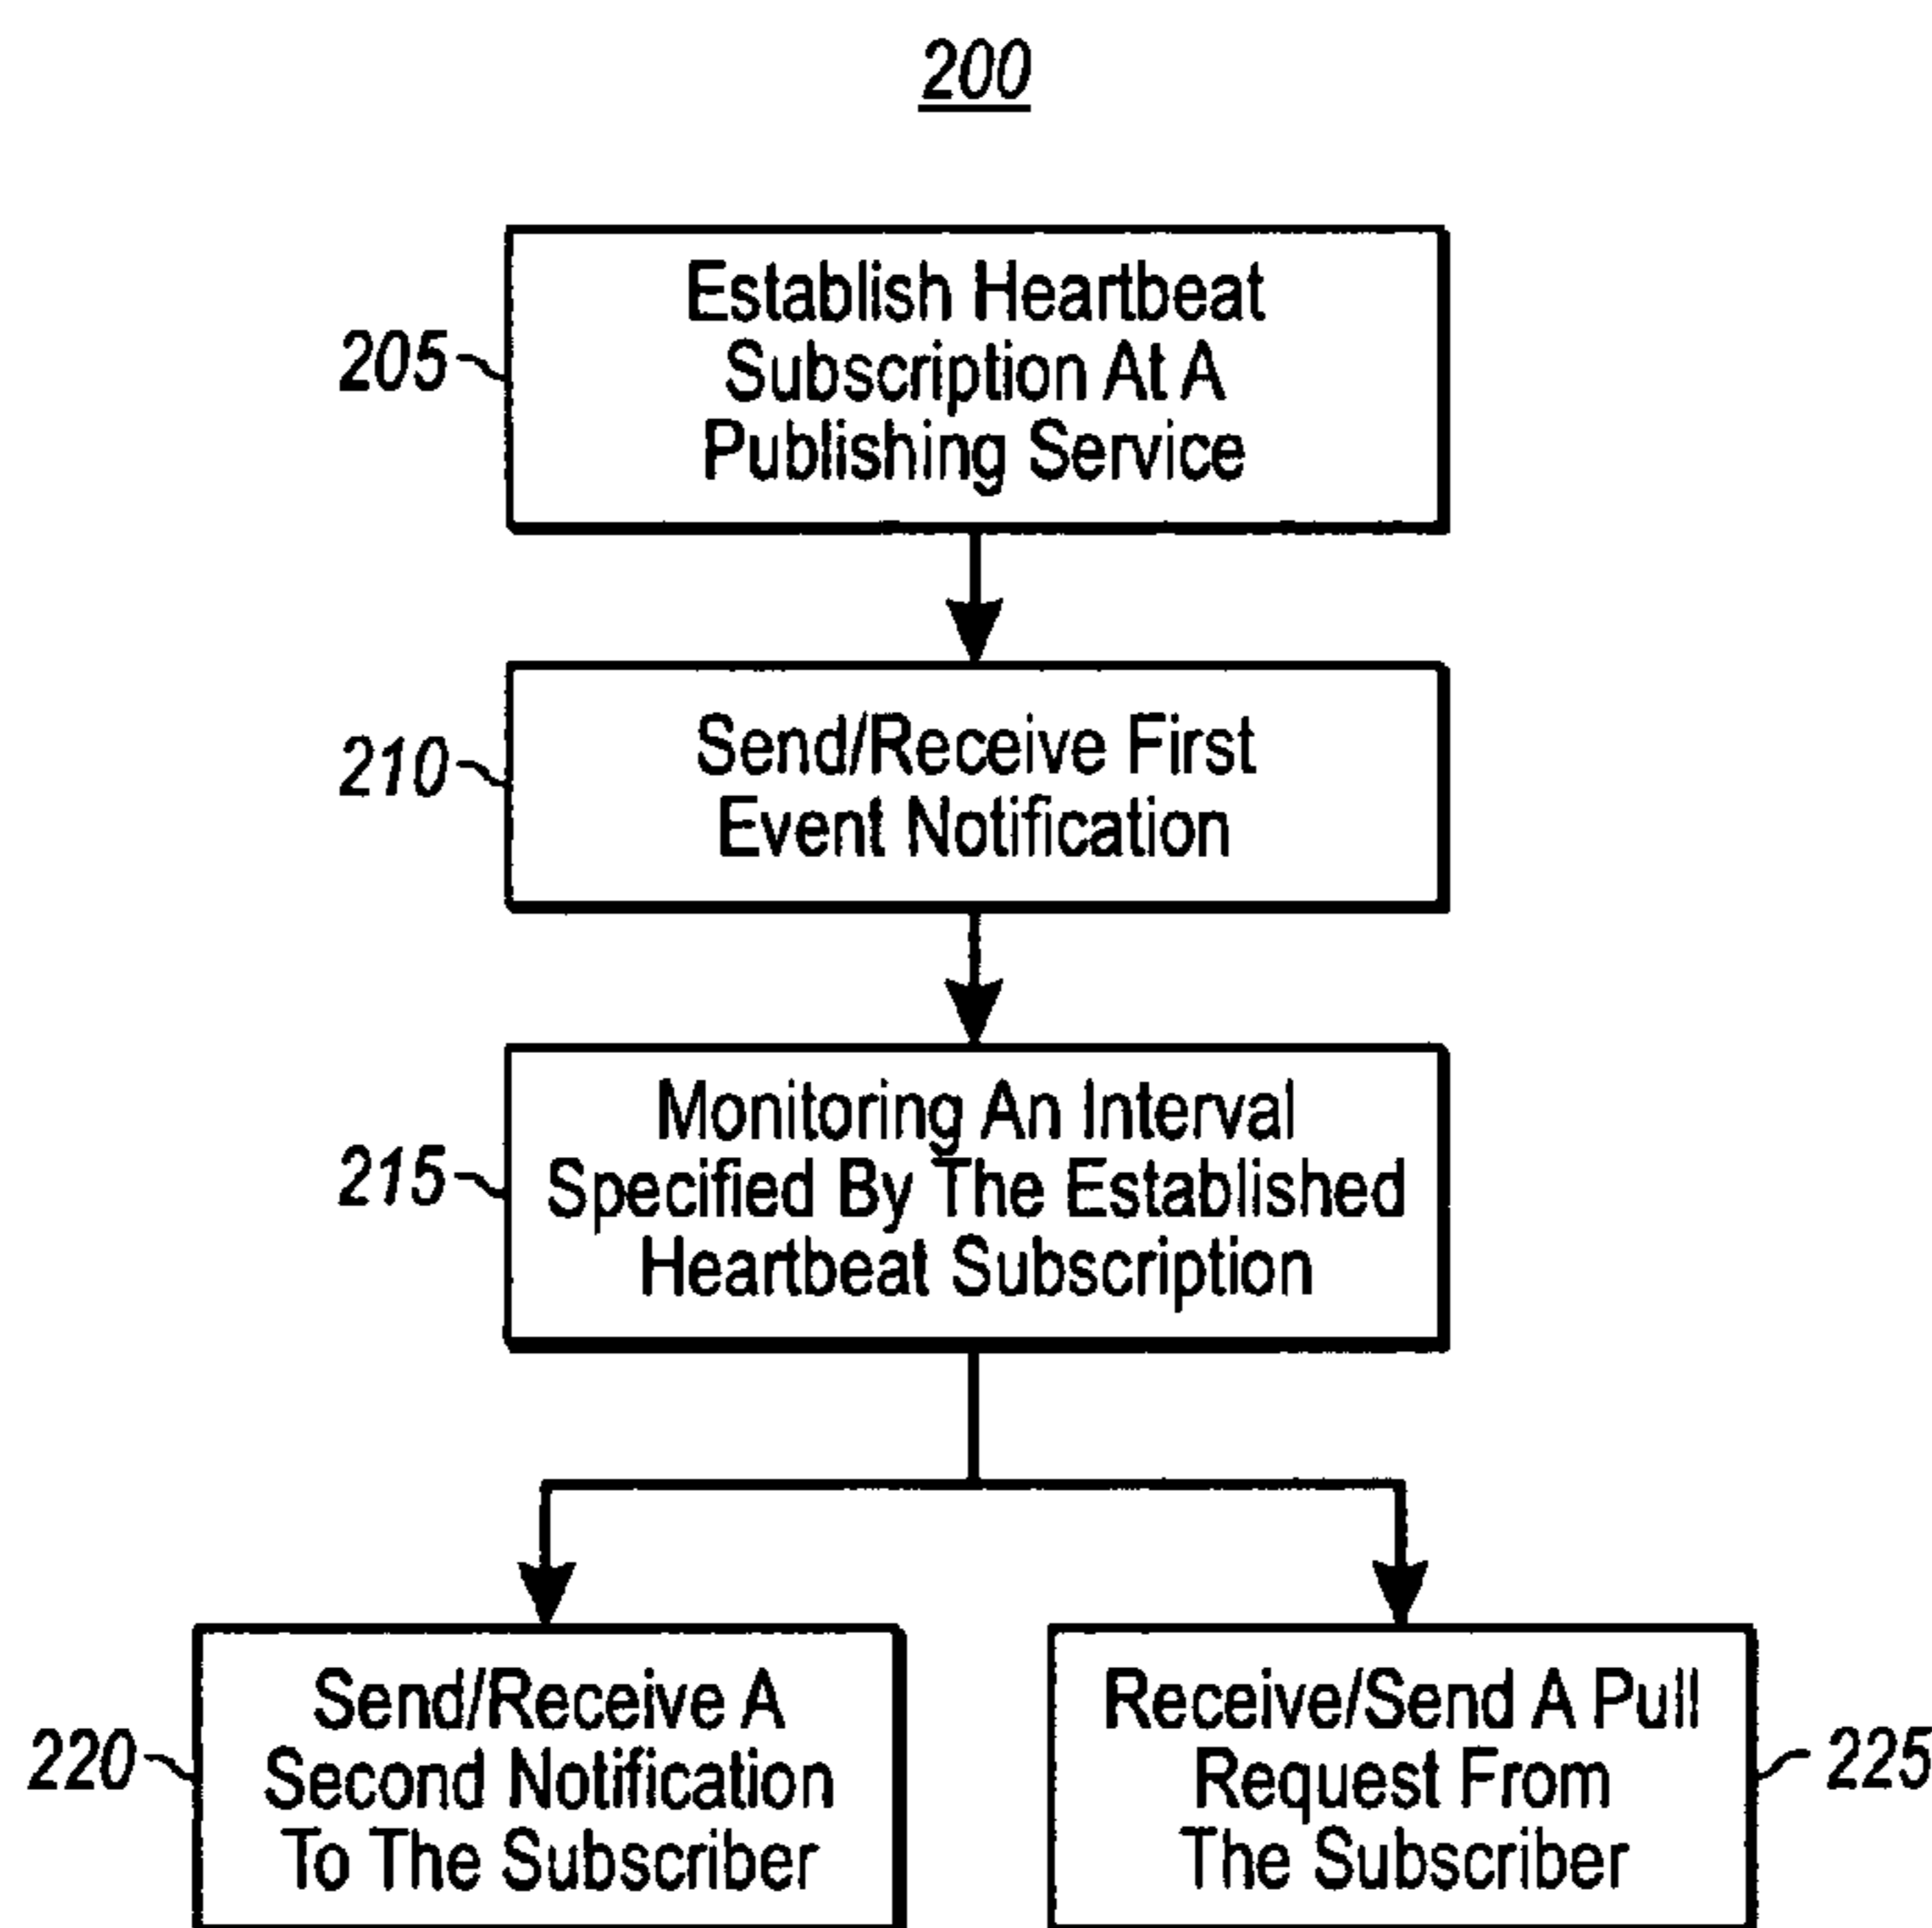 200
205
Establish Heartbeat
Subscription At A
Publishing Service
210
Send/Receive First
Event Notification
215
Monitoring An Interval
Specified By The Established
Heartbeat Subscription
220
Send/Receive A
Second Notification
To The Subscriber
Receive/Send A Pull
Request From
The Subscriber
225